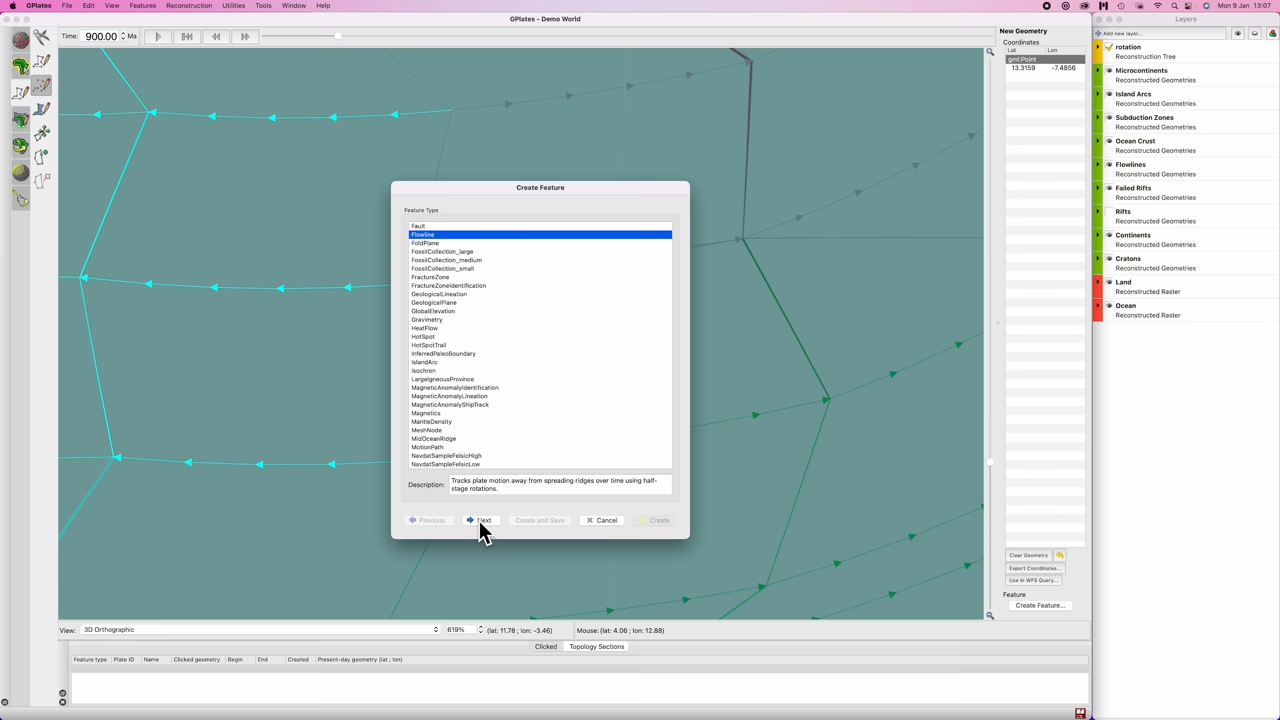 GPlates File Edit View Features Reconstruction Utilities Tools Window Help Mon 9 Jan 13:07
GPlates - Demo World
Layers
Time: 900.00 Ma
New Geometry
Coordinates
Lat Lon
gml:Point
13.3159 -7.4856
Add new layer...
rotation
Reconstruction Tree
Microcontinents
Reconstructed Geometries
Island Arcs
Reconstructed Geometries
Subduction Zones
Reconstructed Geometries
Ocean Crust
Reconstructed Geometries
Flowlines
Reconstructed Geometries
Failed Rifts
Reconstructed Geometries
Rifts
Reconstructed Geometries
Continents
Reconstructed Geometries
Cratons
Reconstructed Geometries
Land
Reconstructed Raster
Ocean
Reconstructed Raster
Create Feature
Feature Type
Fault
Flowline
FoldPlane
FossilCollection_large
FossilCollection_medium
FossilCollection_small
FractureZone
FractureZoneIdentification
GeologicalLineation
GeologicalPlane
GlobalElevation
Gravimetry
HeatFlow
HotSpot
HotSpotTrail
InferredPaleoBoundary
IslandArc
Isochron
LargeIgneousProvince
MagneticAnomalyIdentification
MagneticAnomalyLineation
MagneticAnomalyShipTrack
Magnetics
MantleDensity
MeshNode
MidOceanRidge
MotionPath
NavdatSampleFelsicHigh
NavdatSampleFelsicLow
Description: Tracks plate motion away from spreading ridges over time using half-
stage rotations.
Previous Next Create and Save Cancel Create
Clear Geometry
Export Coordinates...
Use in WFS Query...
Feature
Create Feature...
View: 3D Orthographic 619% (lat: 11.78 ; lon: -3.46) Mouse: (lat: 4.06 ; lon: 12.88)
Clicked Topology Sections
Feature type Plate ID Name Clicked geometry Begin End Created Present-day geometry (lat ; lon)